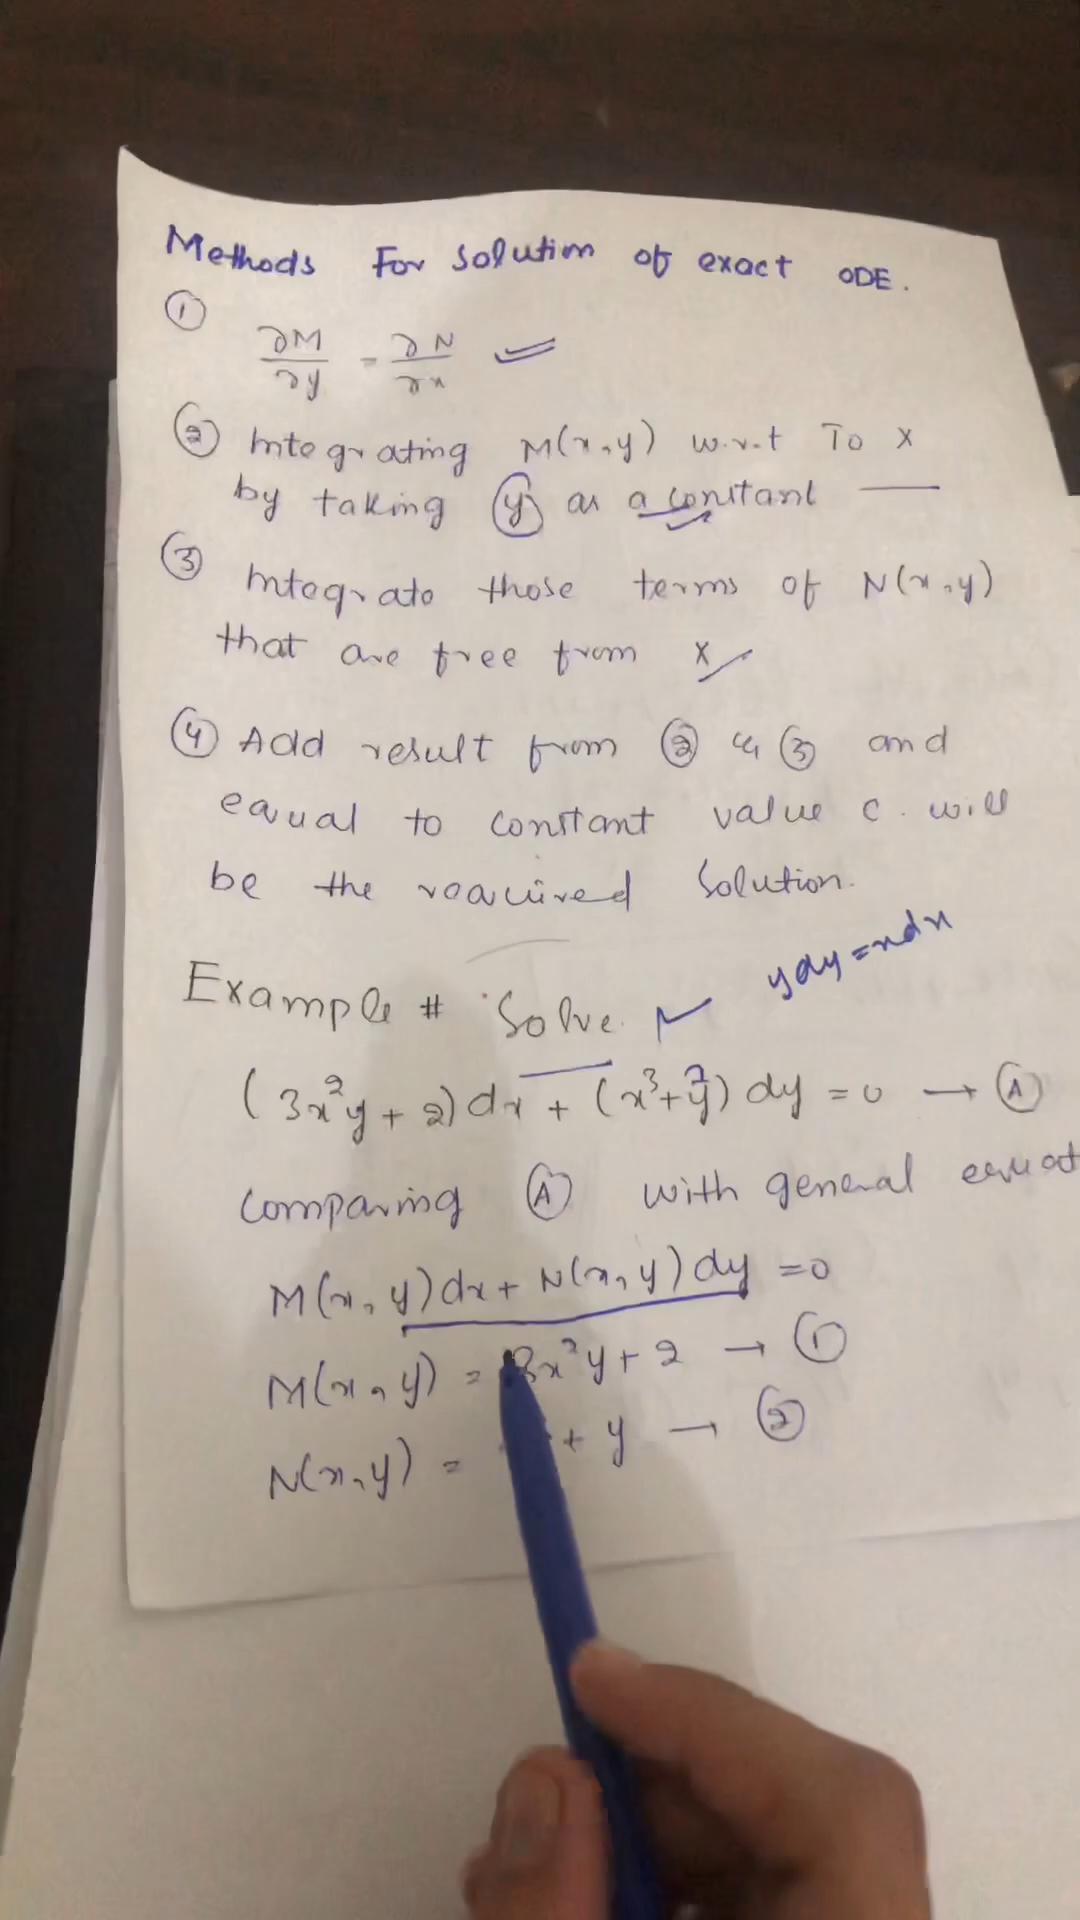 Methods For solution of exact ODE.
①
∂M/∂y = ∂N/∂x
② Integrating M(x,y) w.r.t To x
by taking y as a constant
③ Integrate those terms of N(x,y)
that are free from x
④ Add result from ② & ③ and
equal to constant value c. will
be the required solution.
ydy=xdx
Example # Solve.
(3x²y + 2)dx + (x³+y) dy = 0 → Ⓐ
Comparing Ⓐ with general equat
M(x,y)dx + N(x,y)dy = 0
M(x,y) = 3x²y + 2 → ①
N(x,y) = + y → ②